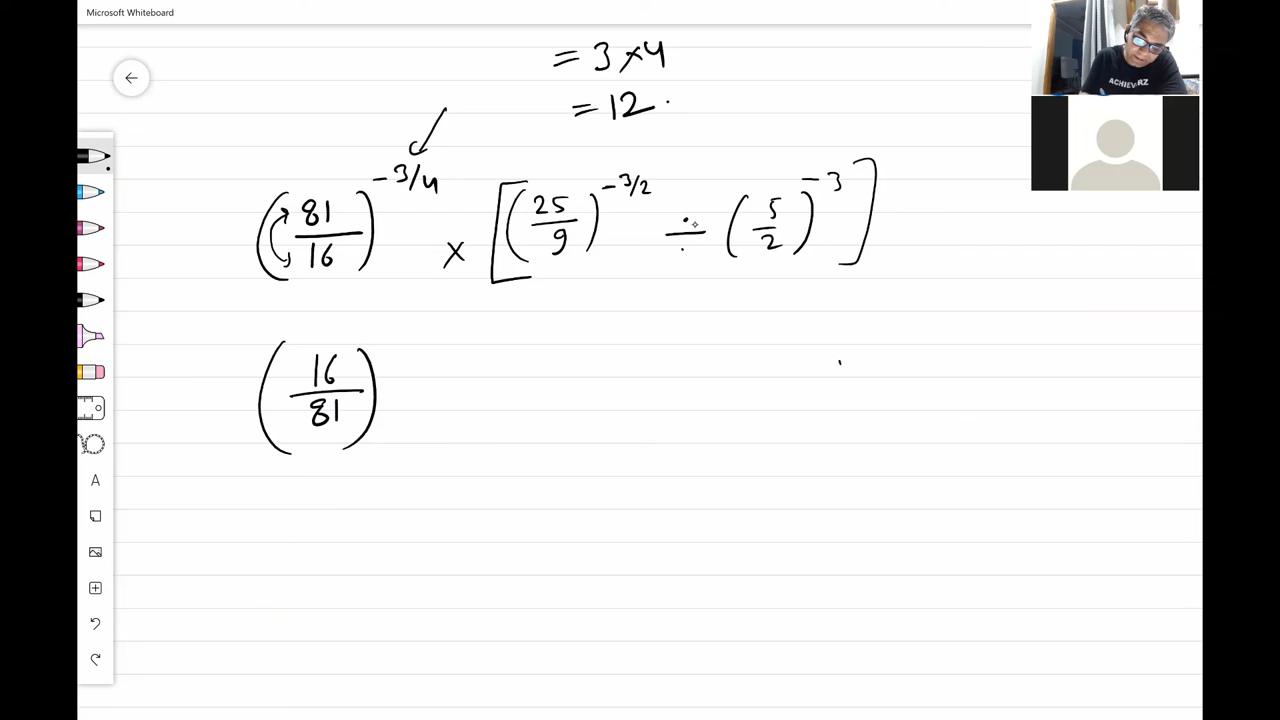 Microsoft Whiteboard
= 3 × 4
= 12.
(81/16)^(-3/4) × [(25/9)^(-3/2) ÷ (5/2)^(-3)]
(16/81)
A
ACHIEVERZ